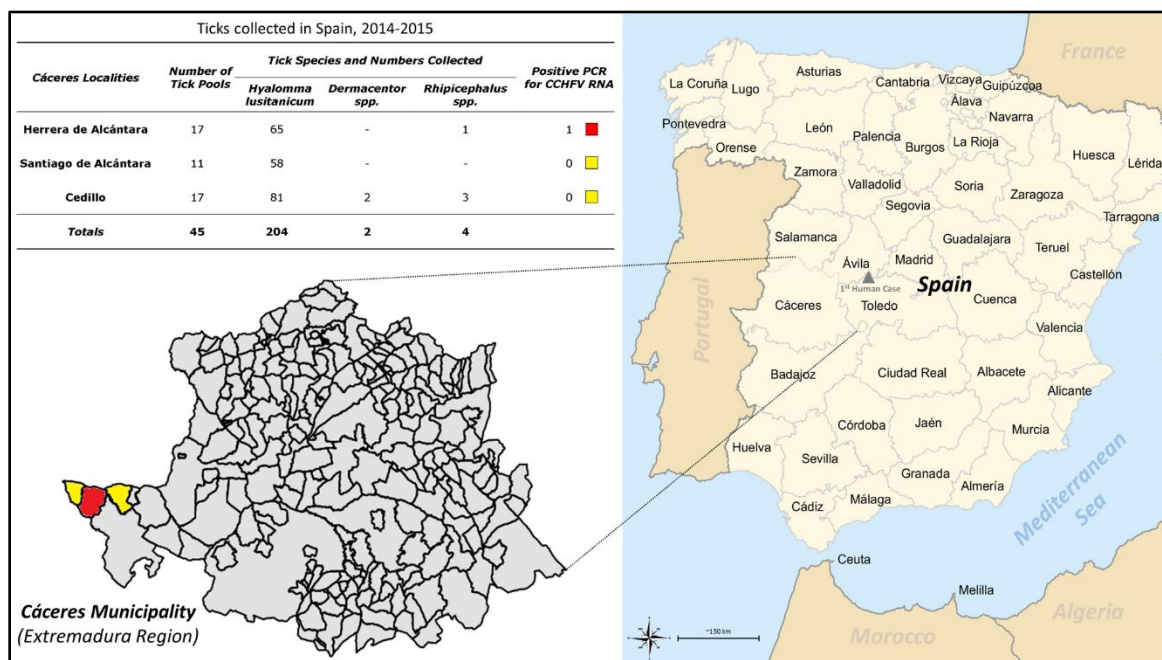 Ticks collected in Spain, 2014-2015
Cáceres Localities
Number of
Tick Pools
Tick Species and Numbers Collected
Positive PCR
for CCHFV RNA
Hyalomma
lusitanicum
Dermacentor
spp.
Rhipicephalus
spp.
Herrera de Alcántara 17 65 - 1 1
Santiago de Alcántara 11 58 - - 0
Cedillo 17 81 2 3 0
Totals 45 204 2 4
Cáceres Municipality
(Extremadura Region)
France
La Coruña
Lugo
Asturias
Cantabria
Vizcaya
Guipúzcoa
Álava
Navarra
Pontevedra
Orense
León
Palencia
Burgos
La Rioja
Huesca
Lérida
Zamora
Valladolid
Soria
Zaragoza
Segovia
Tarragona
Salamanca
Guadalajara
Teruel
Ávila
Madrid
Castellón
1st Human Case
Spain
Cáceres
Toledo
Cuenca
Portugal
Valencia
Badajoz
Ciudad Real
Albacete
Alicante
Córdoba
Jaén
Murcia
Huelva
Sevilla
Granada
Almería
Cádiz
Málaga
Mediterranean
Sea
Ceuta
Melilla
Algeria
Morocco
~150 km